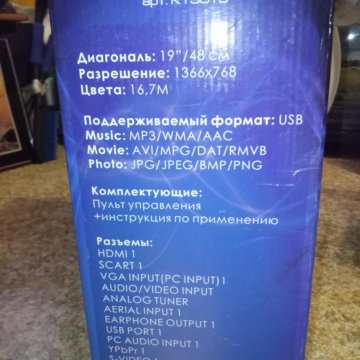 Диагональ: 19”/48 см
Разрешение: 1366x768
Цвета: 16,7М
Поддерживаемый формат: USB
Music: MP3/WMA/AAC
Movie: AVI/MPG/DAT/RMVB
Photo: JPG/JPEG/BMP/PNG
Комплектующие:
Пульт управления
+инструкция по применению
Разъемы:
HDMI 1
SCART 1
VGA INPUT(PC INPUT)1
AUDIO/VIDEO INPUT
ANALOG TUNER
AERIAL INPUT 1
EARPHONE OUTPUT 1
USB PORT 1
PC AUDIO INPUT 1
YPbPr 1